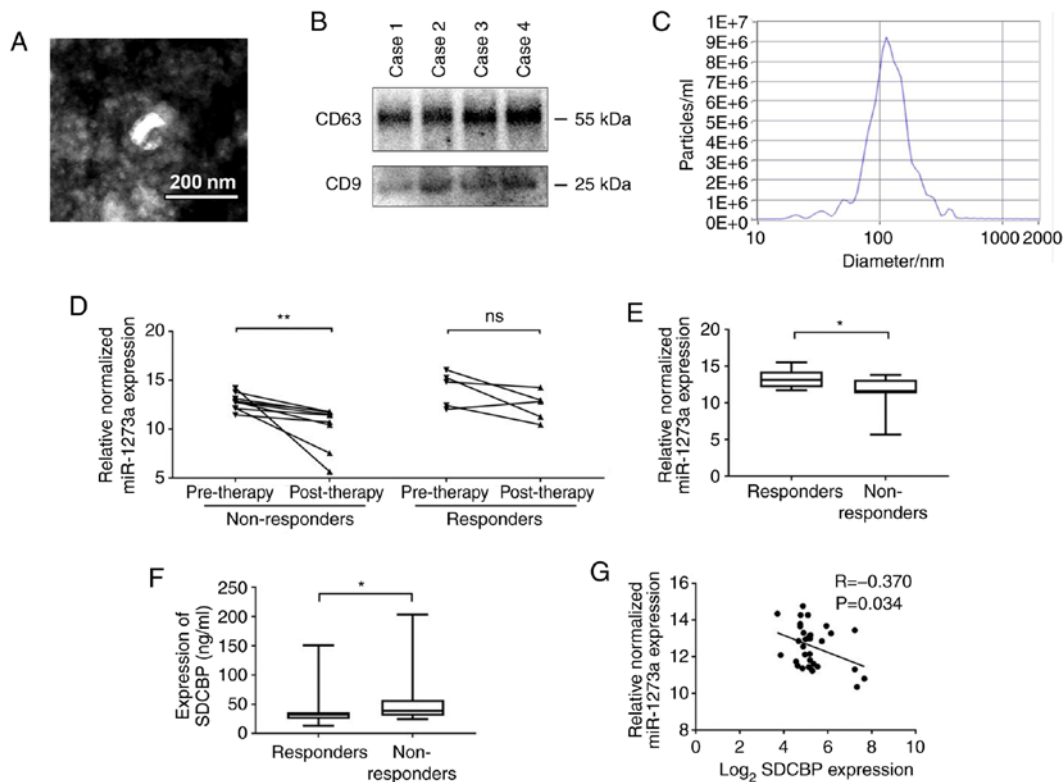 A
200 nm
B
Case 1
Case 2
Case 3
Case 4
CD63
55 kDa
CD9
25 kDa
C
Particles/ml
1E+7
9E+6
8E+6
7E+6
6E+6
5E+6
4E+6
3E+6
2E+6
1E+6
0E+0
10
100
1000
2000
Diameter/nm
D
Relative normalized
miR-1273a expression
20
15
10
5
**
ns
Pre-therapy
Post-therapy
Pre-therapy
Post-therapy
Non-responders
Responders
E
Relative normalized
miR-1273a expression
20
15
10
5
0
*
Responders
Non-
responders
F
Expression of
SDCBP (ng/ml)
250
200
150
100
50
0
*
Responders
Non-
responders
G
Relative normalized
miR-1273a expression
16
14
12
10
8
R=−0.370
P=0.034
0
2
4
6
8
10
Log₂ SDCBP expression